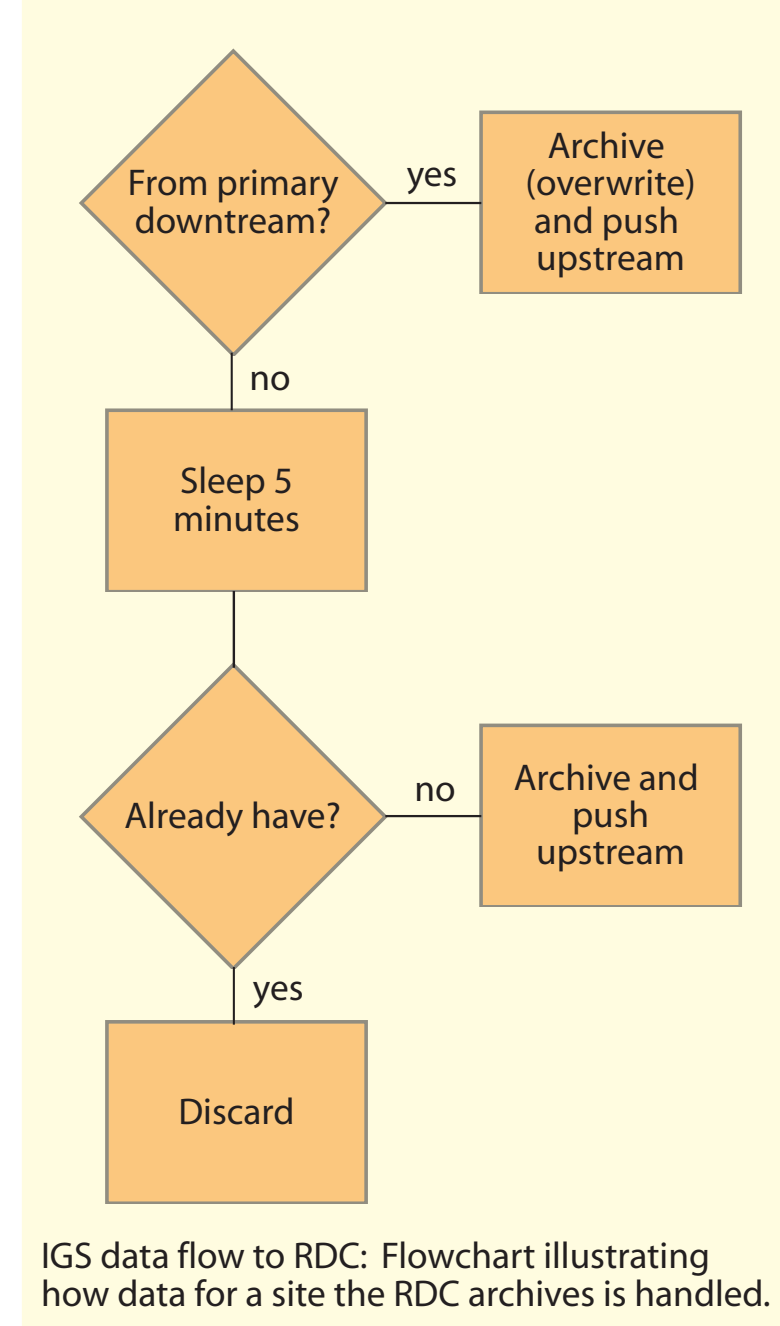 From primary
downtream?
yes
Archive
(overwrite)
and push
upstream
no
Sleep 5
minutes
Already have?
no
Archive and
push
upstream
yes
Discard
IGS data flow to RDC: Flowchart illustrating
how data for a site the RDC archives is handled.